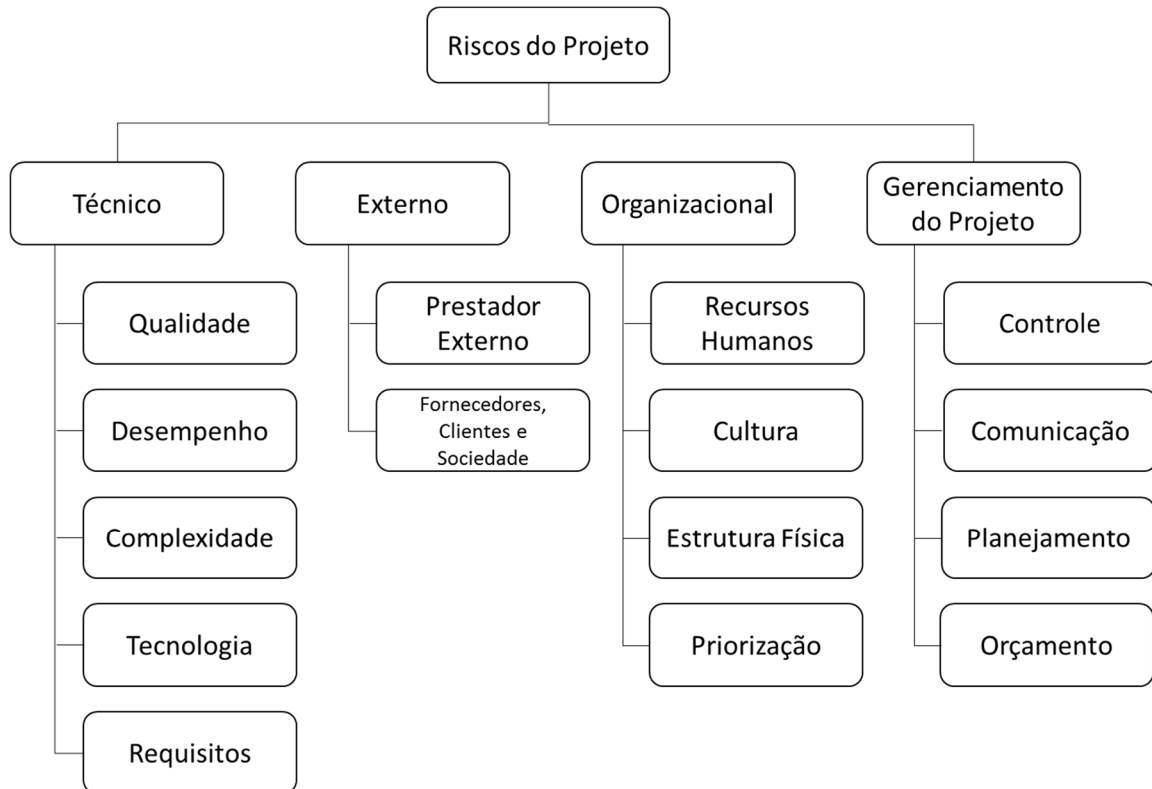 Riscos do Projeto
Técnico
Externo
Organizacional
Gerenciamento
do Projeto
Qualidade
Prestador
Externo
Recursos
Humanos
Controle
Desempenho
Fornecedores,
Clientes e
Sociedade
Cultura
Comunicação
Complexidade
Estrutura Física
Planejamento
Tecnologia
Priorização
Orçamento
Requisitos